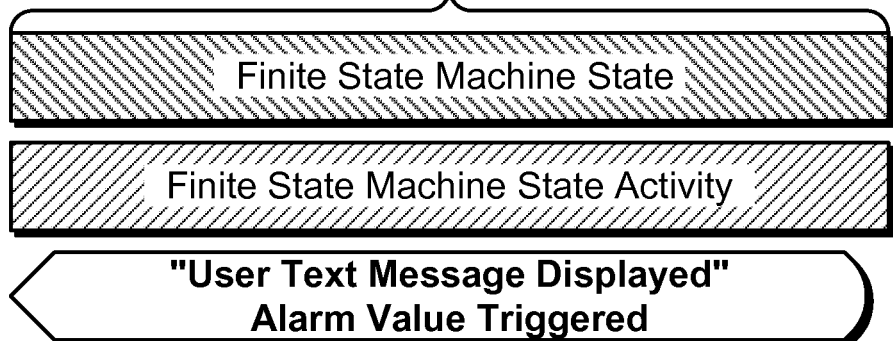 Finite State Machine State
Finite State Machine State Activity
"User Text Message Displayed"
Alarm Value Triggered